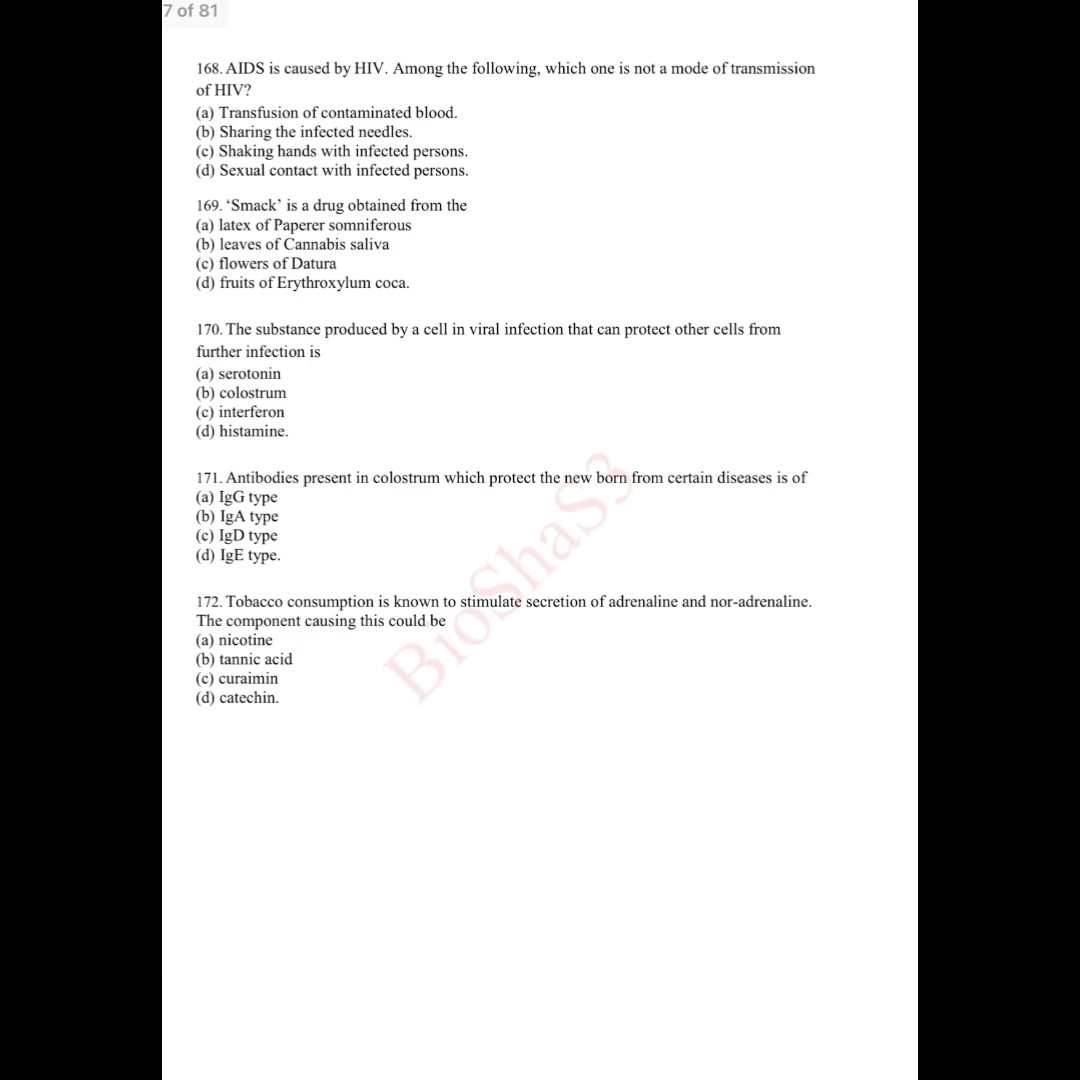 7 of 81
168. AIDS is caused by HIV. Among the following, which one is not a mode of transmission
of HIV?
(a) Transfusion of contaminated blood.
(b) Sharing the infected needles.
(c) Shaking hands with infected persons.
(d) Sexual contact with infected persons.
169. ‘Smack’ is a drug obtained from the
(a) latex of Paperer somniferous
(b) leaves of Cannabis saliva
(c) flowers of Datura
(d) fruits of Erythroxylum coca.
170. The substance produced by a cell in viral infection that can protect other cells from
further infection is
(a) serotonin
(b) colostrum
(c) interferon
(d) histamine.
171. Antibodies present in colostrum which protect the new born from certain diseases is of
(a) IgG type
(b) IgA type
(c) IgD type
(d) IgE type.
172. Tobacco consumption is known to stimulate secretion of adrenaline and nor-adrenaline.
The component causing this could be
(a) nicotine
(b) tannic acid
(c) curaimin
(d) catechin.
BioShaS3